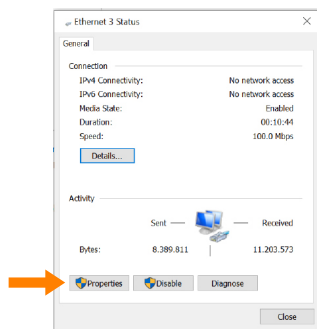 Ethernet 3 Status
General
Connection
IPv4 Connectivity: No network access
IPv6 Connectivity: No network access
Media State: Enabled
Duration: 00:10:44
Speed: 100.0 Mbps
Details...
Activity
Sent Received
Bytes: 8.389.811 11.203.573
Properties Disable Diagnose
Close